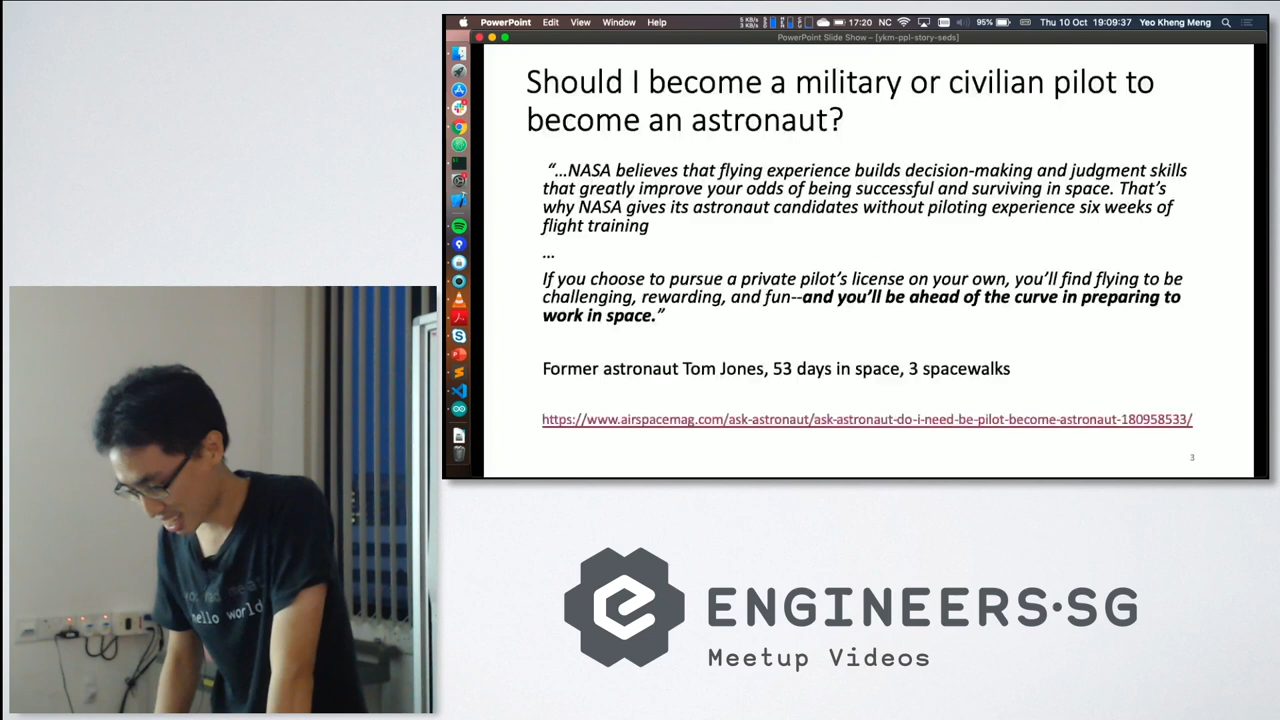 PowerPoint Edit View Window Help
5 KB/s
3 KB/s
17:20 NC 95% Thu 10 Oct 19:09:37 Yeo Kheng Meng
PowerPoint Slide Show – [ykm-ppl-story-seds]
Should I become a military or civilian pilot to
become an astronaut?
“…NASA believes that flying experience builds decision-making and judgment skills
that greatly improve your odds of being successful and surviving in space. That’s
why NASA gives its astronaut candidates without piloting experience six weeks of
flight training
…
If you choose to pursue a private pilot’s license on your own, you’ll find flying to be
challenging, rewarding, and fun--and you’ll be ahead of the curve in preparing to
work in space.”
Former astronaut Tom Jones, 53 days in space, 3 spacewalks
https://www.airspacemag.com/ask-astronaut/ask-astronaut-do-i-need-be-pilot-become-astronaut-180958533/
3
hello world
ENGINEERS·SG
Meetup Videos